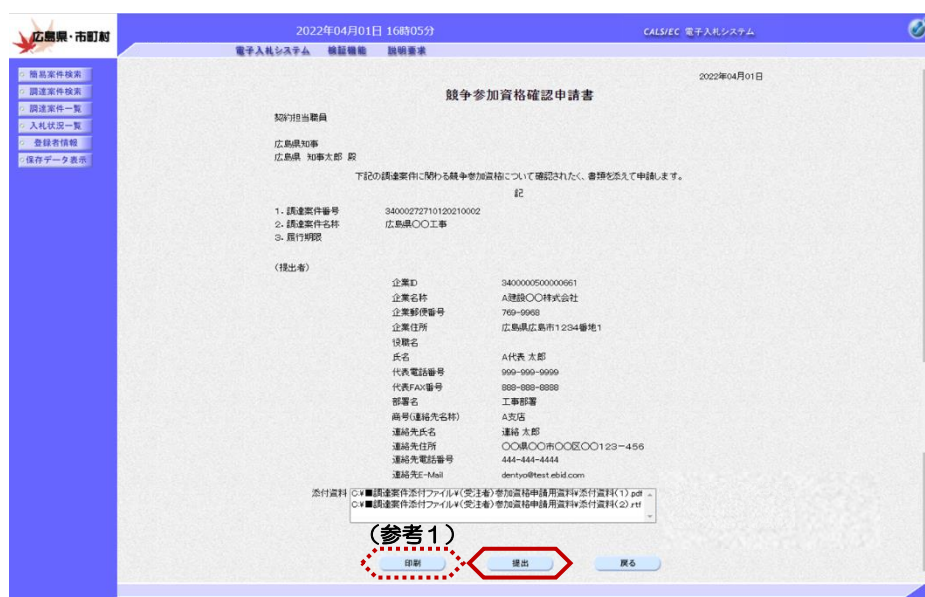 広島県・市町村
2022年04月01日 16時05分
CALS/EC 電子入札システム
電子入札システム 検証機能 説明要求
簡易案件検索
調達案件検索
調達案件一覧
入札状況一覧
登録者情報
保存データ表示
2022年04月01日
競争参加資格確認申請書
契約担当職員
広島県知事
広島県 知事太郎 殿
下記の調達案件に関わる競争参加資格について確認されたく、書類を添えて申請します。
記
1. 調達案件番号 34000272710120210002
2. 調達案件名称 広島県〇〇工事
3. 履行期限
(提出者)
企業ID 3400000500000661
企業名称 A建設〇〇株式会社
企業郵便番号 769-9968
企業住所 広島県広島市1234番地1
役職名
氏名 A代表 太郎
代表電話番号 999-999-9999
代表FAX番号 888-888-8888
部署名 工事部署
商号(連絡先名称) A支店
連絡先氏名 連絡 太郎
連絡先住所 〇〇県〇〇市〇〇区〇〇123-456
連絡先電話番号 444-444-4444
連絡先E-Mail dentyo@test.ebid.com
添付資料 C:¥■調達案件添付ファイル¥(受注者)参加資格申請用資料¥添付資料(1).pdf
C:¥■調達案件添付ファイル¥(受注者)参加資格申請用資料¥添付資料(2).rtf
(参考1)
印刷 提出 戻る